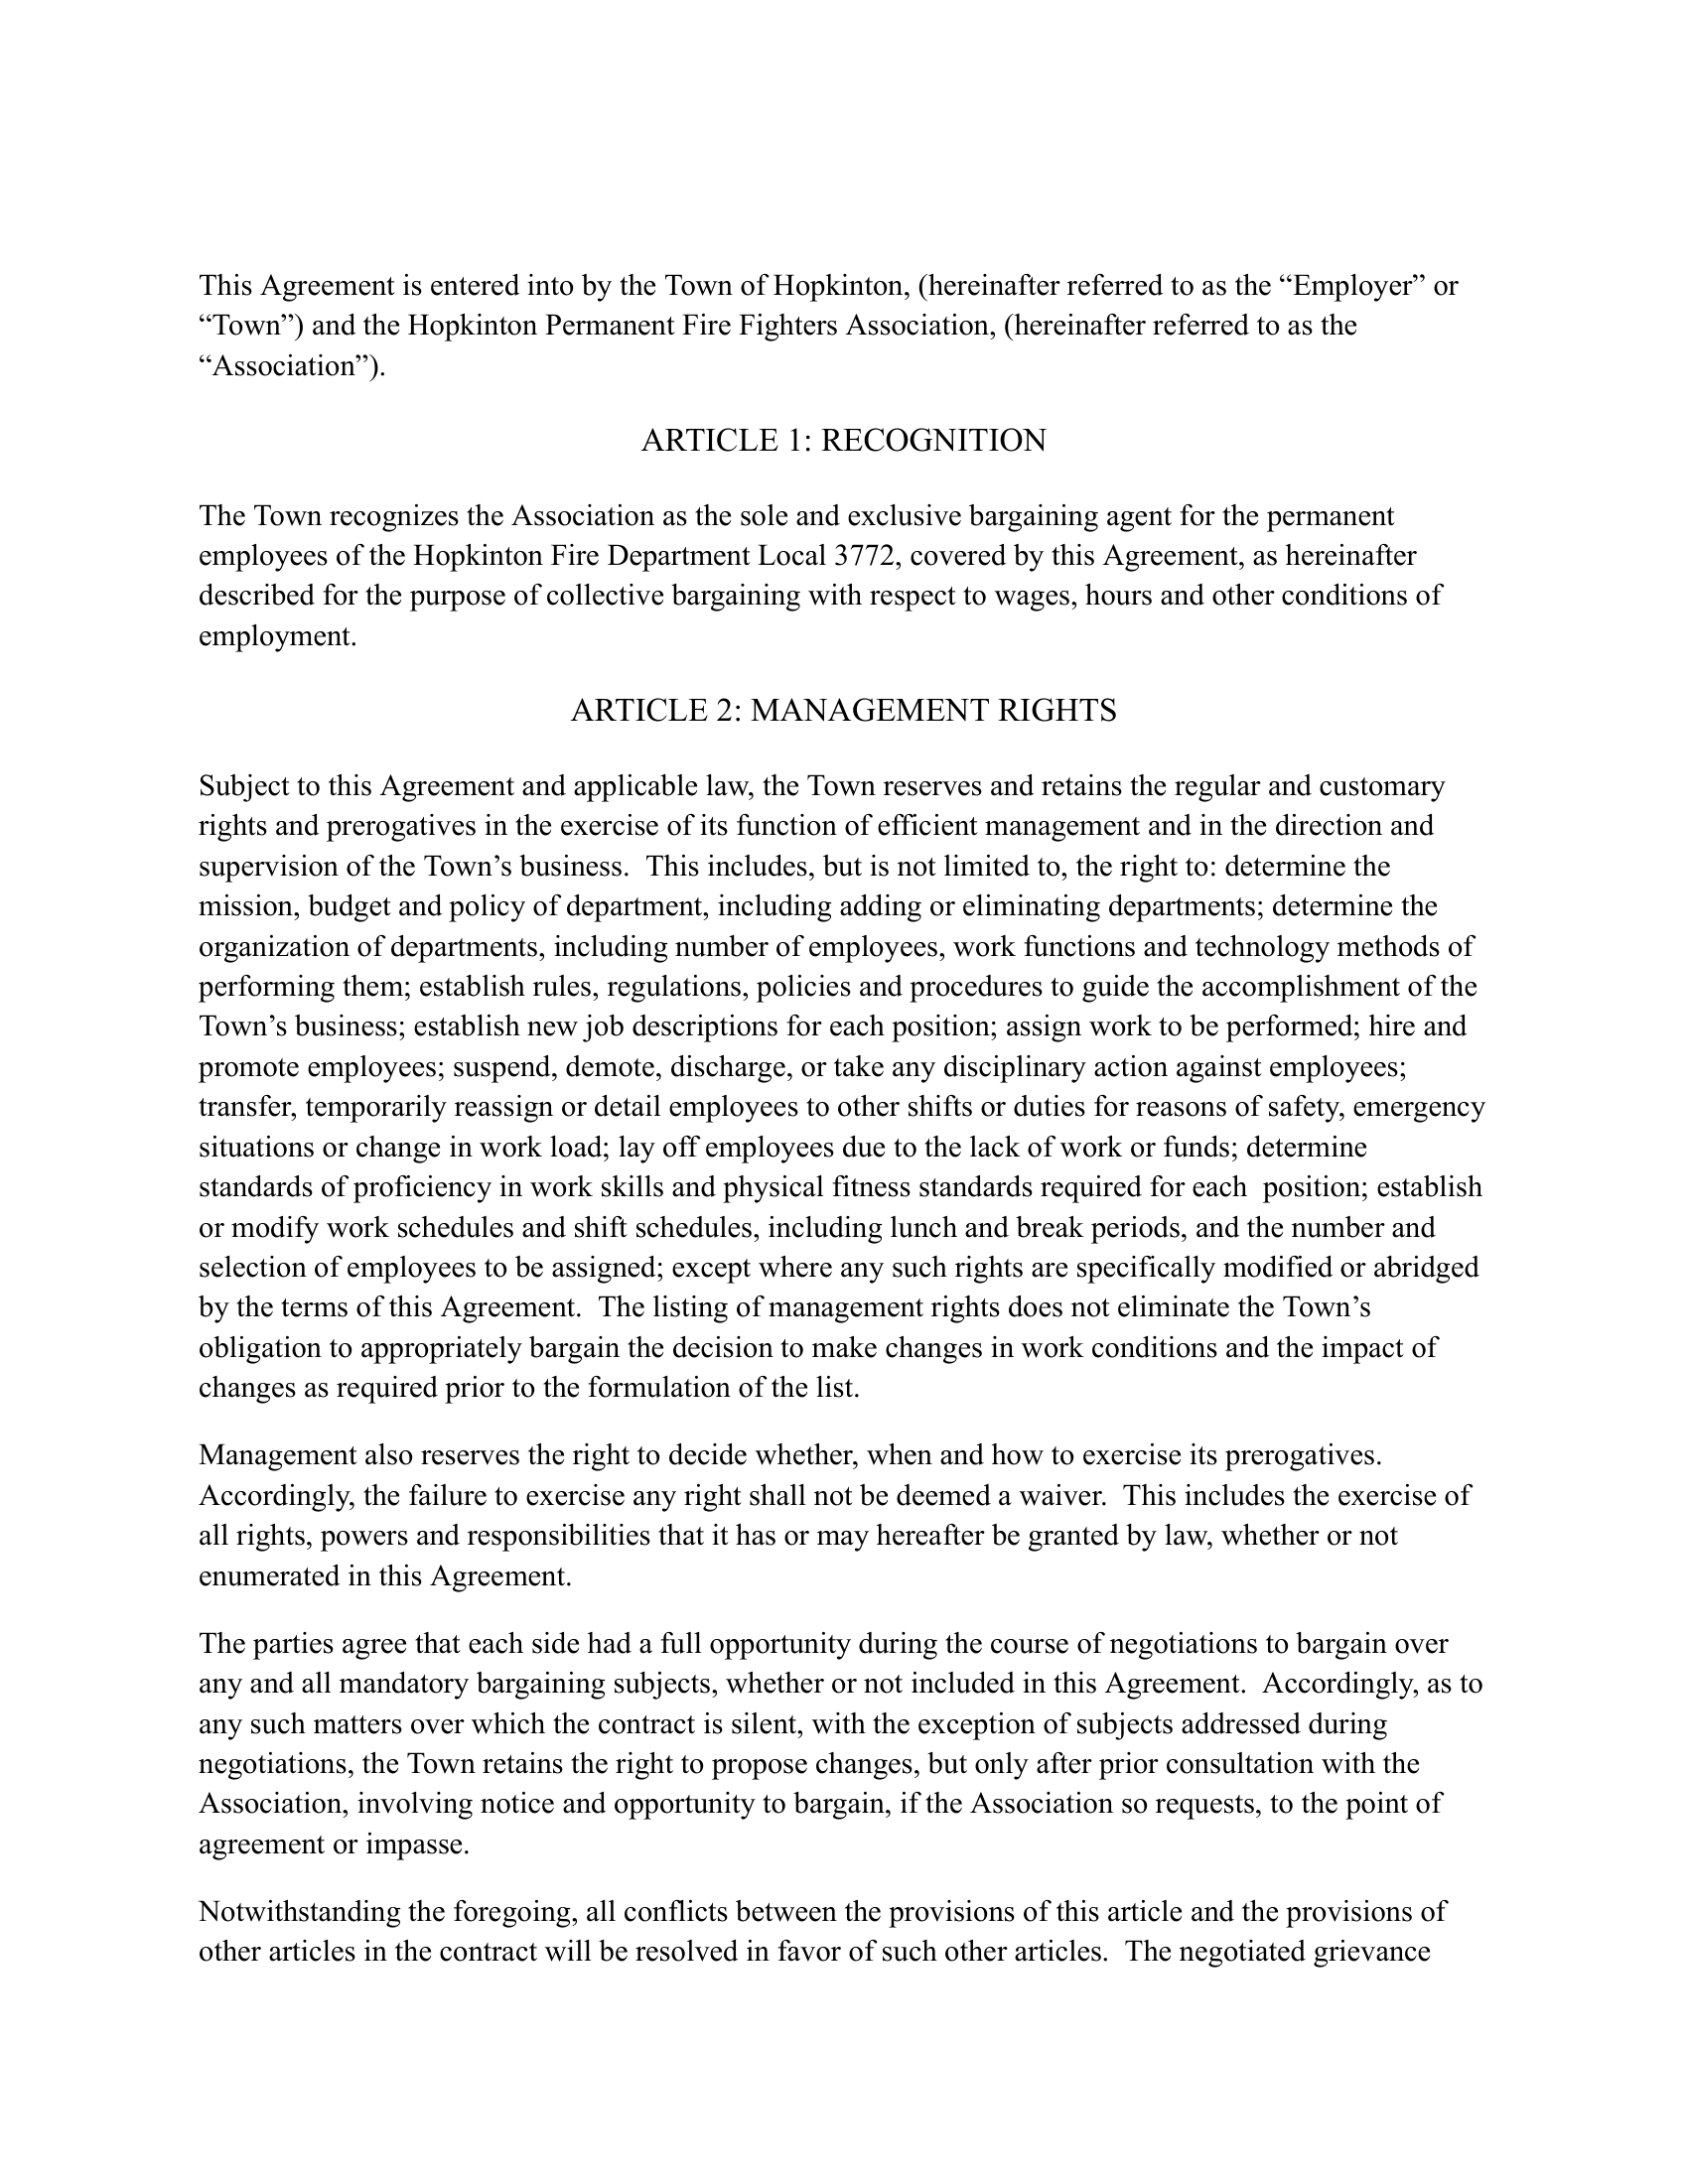 This Agreement is entered into by the Town of Hopkinton, (hereinafter referred to as the “Employer” or
“Town”) and the Hopkinton Permanent Fire Fighters Association, (hereinafter referred to as the
“Association”).
ARTICLE 1: RECOGNITION
The Town recognizes the Association as the sole and exclusive bargaining agent for the permanent
employees of the Hopkinton Fire Department Local 3772, covered by this Agreement, as hereinafter
described for the purpose of collective bargaining with respect to wages, hours and other conditions of
employment.
ARTICLE 2: MANAGEMENT RIGHTS
Subject to this Agreement and applicable law, the Town reserves and retains the regular and customary
rights and prerogatives in the exercise of its function of efficient management and in the direction and
supervision of the Town’s business.  This includes, but is not limited to, the right to: determine the
mission, budget and policy of department, including adding or eliminating departments; determine the
organization of departments, including number of employees, work functions and technology methods of
performing them; establish rules, regulations, policies and procedures to guide the accomplishment of the
Town’s business; establish new job descriptions for each position; assign work to be performed; hire and
promote employees; suspend, demote, discharge, or take any disciplinary action against employees;
transfer, temporarily reassign or detail employees to other shifts or duties for reasons of safety, emergency
situations or change in work load; lay off employees due to the lack of work or funds; determine
standards of proficiency in work skills and physical fitness standards required for each  position; establish
or modify work schedules and shift schedules, including lunch and break periods, and the number and
selection of employees to be assigned; except where any such rights are specifically modified or abridged
by the terms of this Agreement.  The listing of management rights does not eliminate the Town’s
obligation to appropriately bargain the decision to make changes in work conditions and the impact of
changes as required prior to the formulation of the list.
Management also reserves the right to decide whether, when and how to exercise its prerogatives.
Accordingly, the failure to exercise any right shall not be deemed a waiver.  This includes the exercise of
all rights, powers and responsibilities that it has or may hereafter be granted by law, whether or not
enumerated in this Agreement.
The parties agree that each side had a full opportunity during the course of negotiations to bargain over
any and all mandatory bargaining subjects, whether or not included in this Agreement.  Accordingly, as to
any such matters over which the contract is silent, with the exception of subjects addressed during
negotiations, the Town retains the right to propose changes, but only after prior consultation with the
Association, involving notice and opportunity to bargain, if the Association so requests, to the point of
agreement or impasse.
Notwithstanding the foregoing, all conflicts between the provisions of this article and the provisions of
other articles in the contract will be resolved in favor of such other articles.  The negotiated grievance